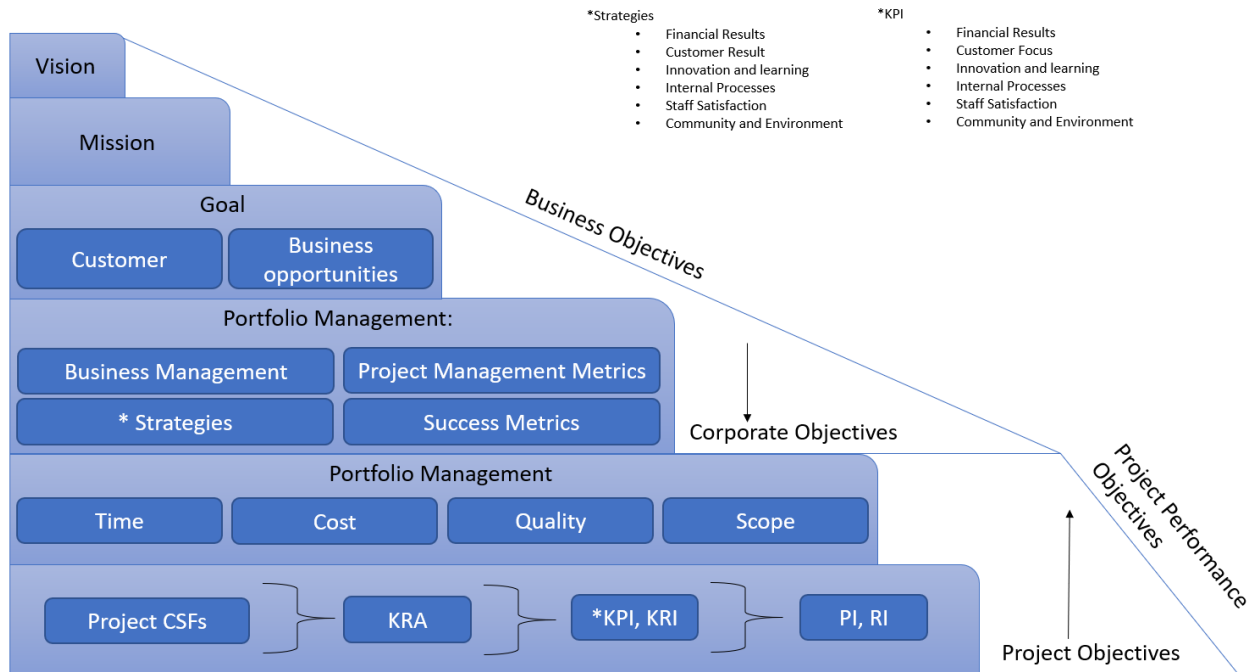 *Strategies
• Financial Results
• Customer Result
• Innovation and learning
• Internal Processes
• Staff Satisfaction
• Community and Environment
*KPI
• Financial Results
• Customer Focus
• Innovation and learning
• Internal Processes
• Staff Satisfaction
• Community and Environment
Vision
Mission
Goal
Customer
Business
opportunities
Business Objectives
Portfolio Management:
Business Management
Project Management Metrics
* Strategies
Success Metrics
Corporate Objectives
Portfolio Management
Time
Cost
Quality
Scope
Project Performance
Objectives
Project CSFs
KRA
*KPI, KRI
PI, RI
Project Objectives